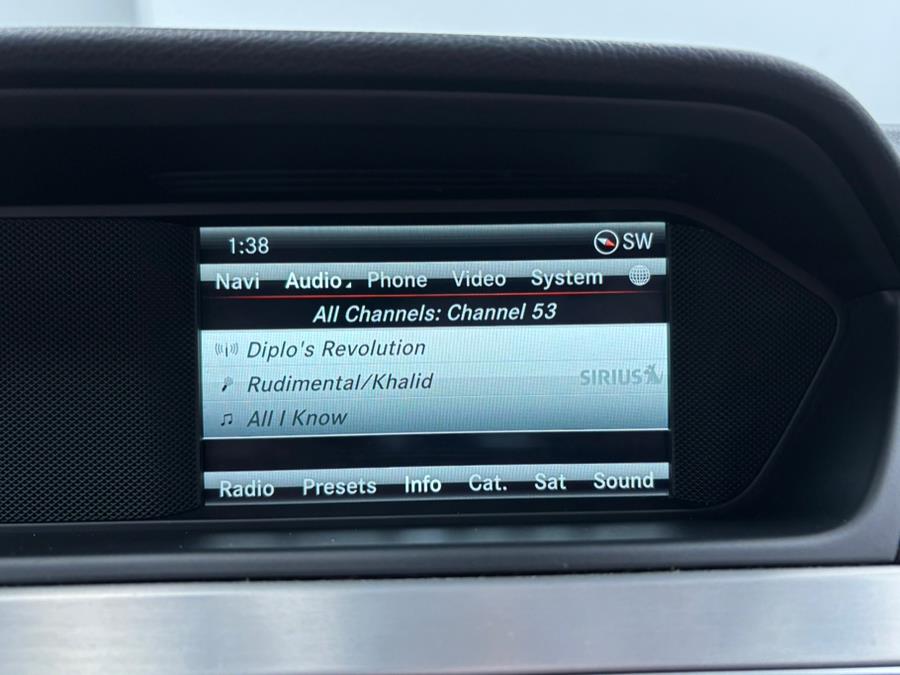 1:38 SW
Navi Audio Phone Video System
All Channels: Channel 53
Diplo's Revolution
Rudimental/Khalid
SIRIUS
All I Know
Radio Presets Info Cat. Sat Sound